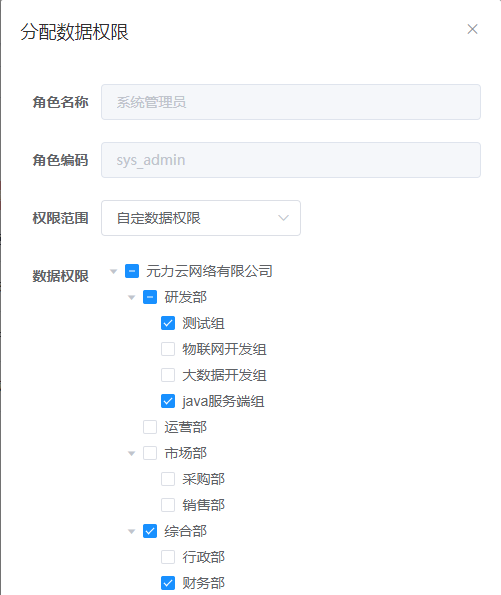 分配数据权限
角色名称 系统管理员
角色编码 sys_admin
权限范围 自定数据权限
数据权限 元力云网络有限公司
研发部
测试组
物联网开发组
大数据开发组
java服务端组
运营部
市场部
采购部
销售部
综合部
行政部
财务部